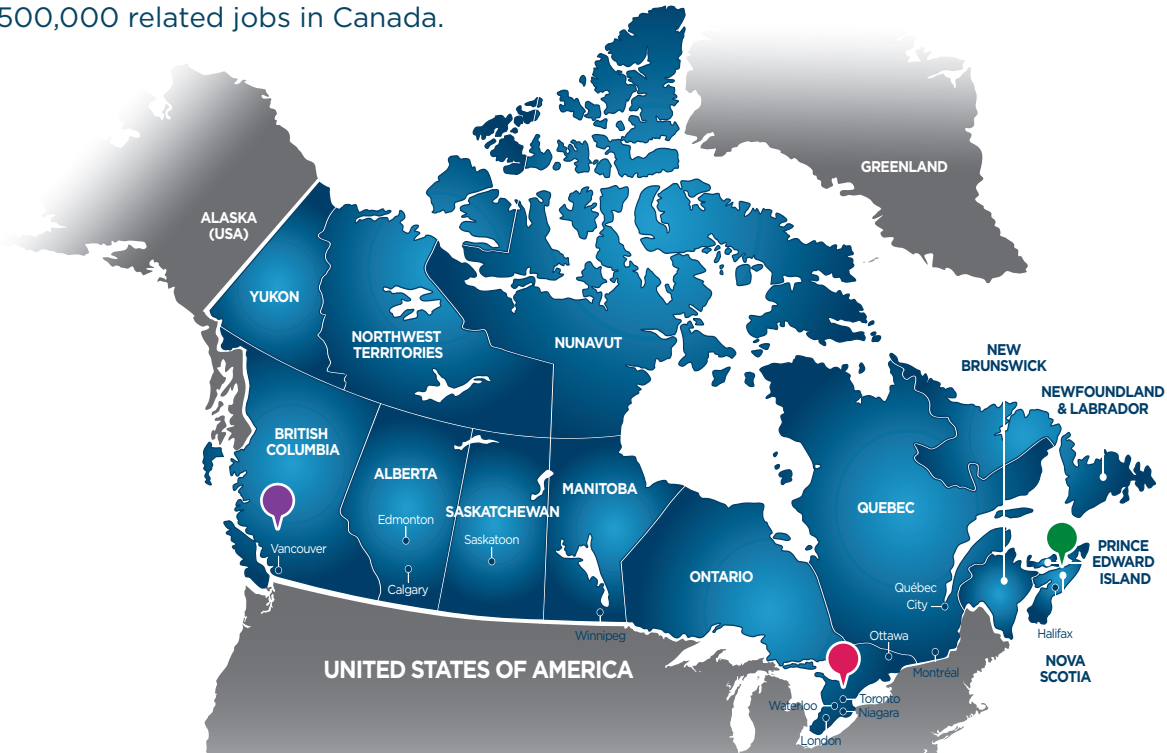 500,000 related jobs in Canada.
GREENLAND
ALASKA
(USA)
YUKON
NORTHWEST
TERRITORIES
NUNAVUT
NEW
BRUNSWICK
NEWFOUNDLAND
& LABRADOR
BRITISH
COLUMBIA
ALBERTA
SASKATCHEWAN
MANITOBA
QUEBEC
Edmonton
Saskatoon
Vancouver
Calgary
ONTARIO
PRINCE
EDWARD
ISLAND
Québec
City
Winnipeg
Ottawa
Halifax
Montréal
NOVA
SCOTIA
UNITED STATES OF AMERICA
Toronto
Waterloo
Niagara
London